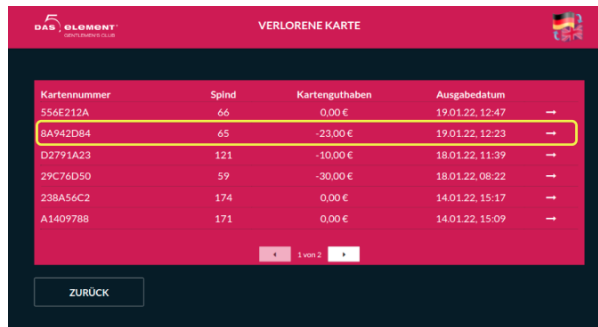 DAS ELEMENT
GENTLEMEN'S CLUB
VERLORENE KARTE
Kartennummer Spind Kartenguthaben Ausgabedatum
556E212A 66 0,00 € 19.01.22, 12:47 →
8A942D84 65 -23,00 € 19.01.22, 12:23 →
D2791A23 121 -10,00 € 18.01.22, 11:39 →
29C76D50 59 -30,00 € 18.01.22, 08:22 →
238A56C2 174 0,00 € 14.01.22, 15:17 →
A1409788 171 0,00 € 14.01.22, 15:09 →
1 von 2
ZURÜCK